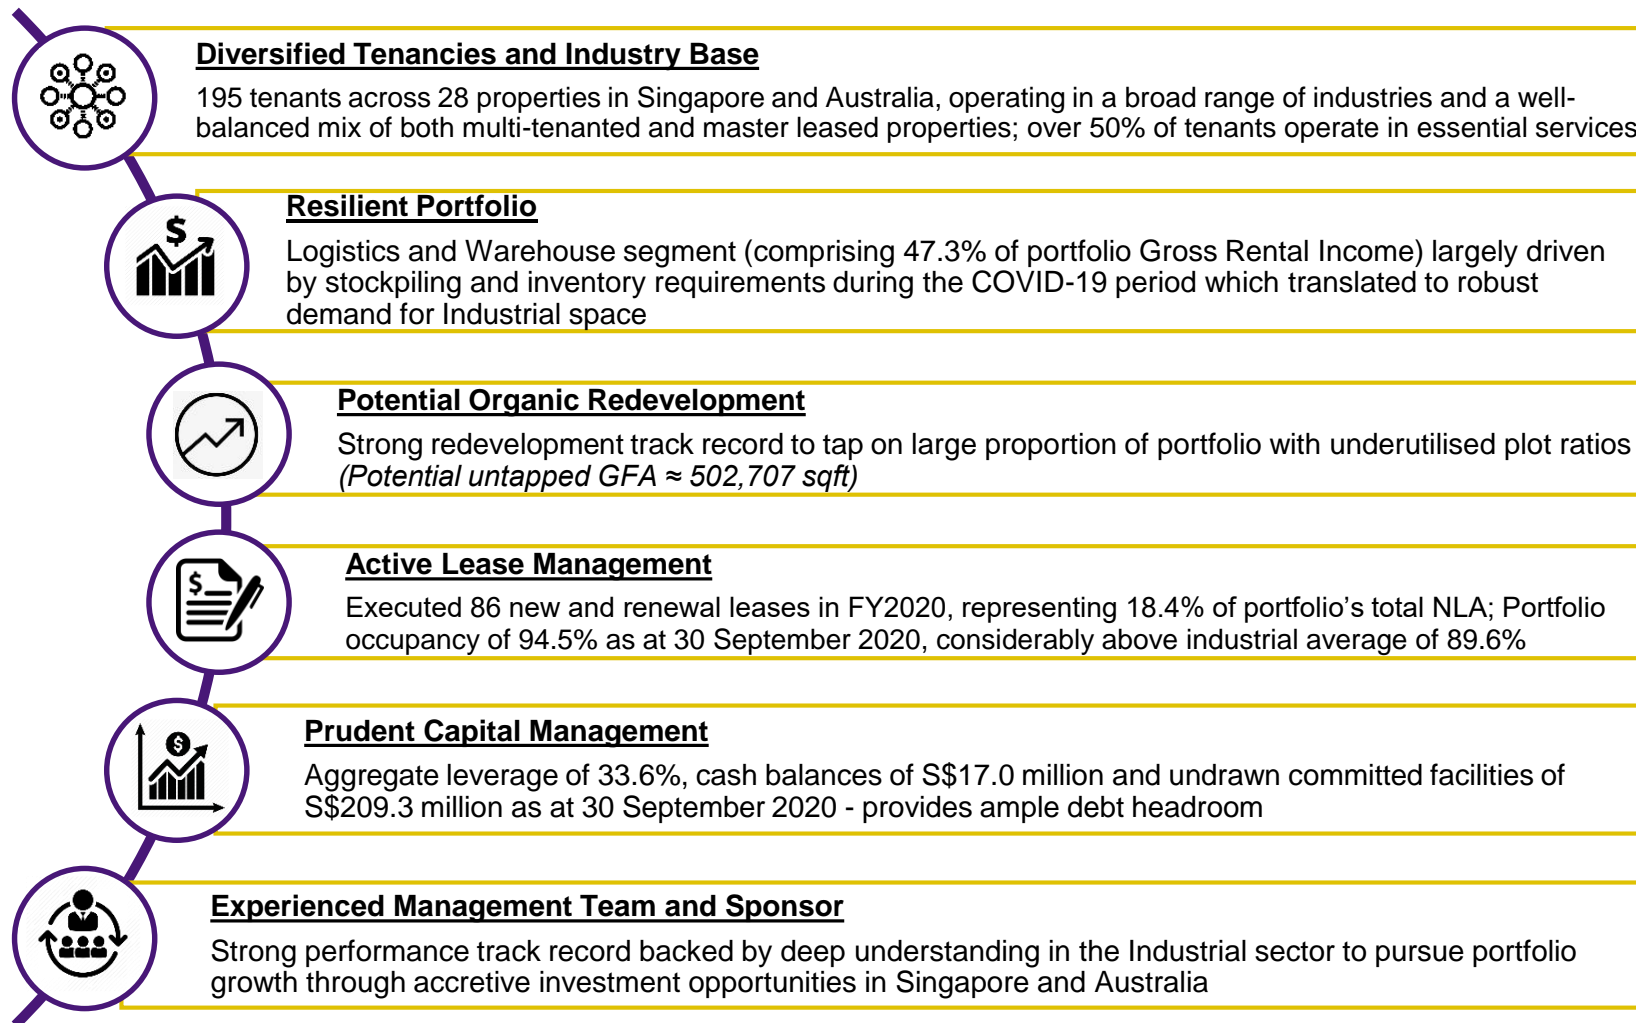 Diversified Tenancies and Industry Base
195 tenants across 28 properties in Singapore and Australia, operating in a broad range of industries and a well-
balanced mix of both multi-tenanted and master leased properties; over 50% of tenants operate in essential services
$
Resilient Portfolio
Logistics and Warehouse segment (comprising 47.3% of portfolio Gross Rental Income) largely driven
by stockpiling and inventory requirements during the COVID-19 period which translated to robust
demand for Industrial space
Potential Organic Redevelopment
Strong redevelopment track record to tap on large proportion of portfolio with underutilised plot ratios
(Potential untapped GFA ≈ 502,707 sqft)
$
Active Lease Management
Executed 86 new and renewal leases in FY2020, representing 18.4% of portfolio's total NLA; Portfolio
occupancy of 94.5% as at 30 September 2020, considerably above industrial average of 89.6%
$
Prudent Capital Management
Aggregate leverage of 33.6%, cash balances of S$17.0 million and undrawn committed facilities of
S$209.3 million as at 30 September 2020 - provides ample debt headroom
Experienced Management Team and Sponsor
Strong performance track record backed by deep understanding in the Industrial sector to pursue portfolio
growth through accretive investment opportunities in Singapore and Australia